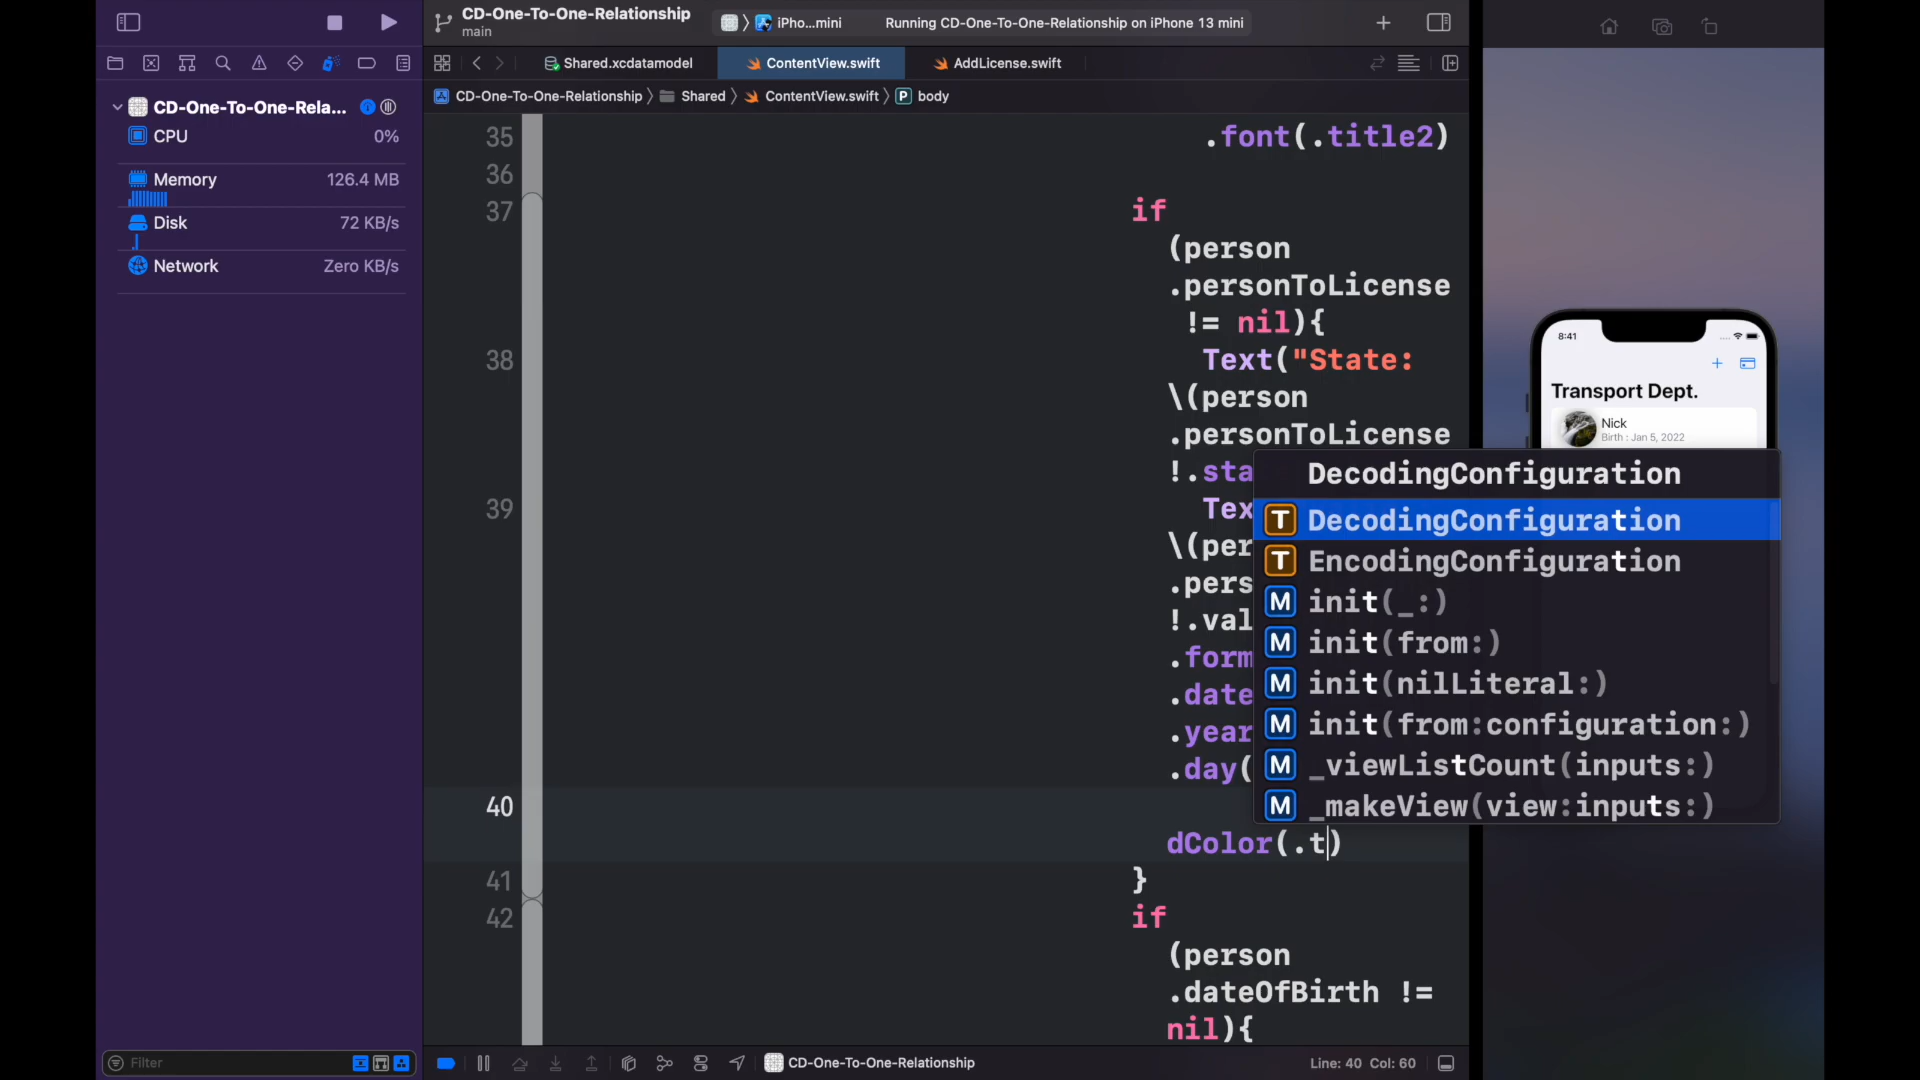 CD-One-To-One-Relationship
main
iPho...mini
Running CD-One-To-One-Relationship on iPhone 13 mini
Shared.xcdatamodel
ContentView.swift
AddLicense.swift
CD-One-To-One-Relationship
Shared
ContentView.swift
P
body
CD-One-To-One-Rela...
CPU
0%
Memory
126.4 MB
Disk
72 KB/s
Network
Zero KB/s
Filter
35
.font(.title2)
36
37
if
(person
.personToLicense
!= nil){
38
Text("State:
\(person
.personToLicense
!.sta
39
Tex
\(per
.pers
!.val
.form
.date
.year
.day(
40
dColor(.t)
41
}
42
if
(person
.dateOfBirth !=
nil){
DecodingConfiguration
T DecodingConfiguration
T EncodingConfiguration
M init(_:)
M init(from:)
M init(nilLiteral:)
M init(from:configuration:)
M _viewListCount(inputs:)
M _makeView(view:inputs:)
8:41
Transport Dept.
Nick
Birth : Jan 5, 2022
CD-One-To-One-Relationship
Line: 40 Col: 60